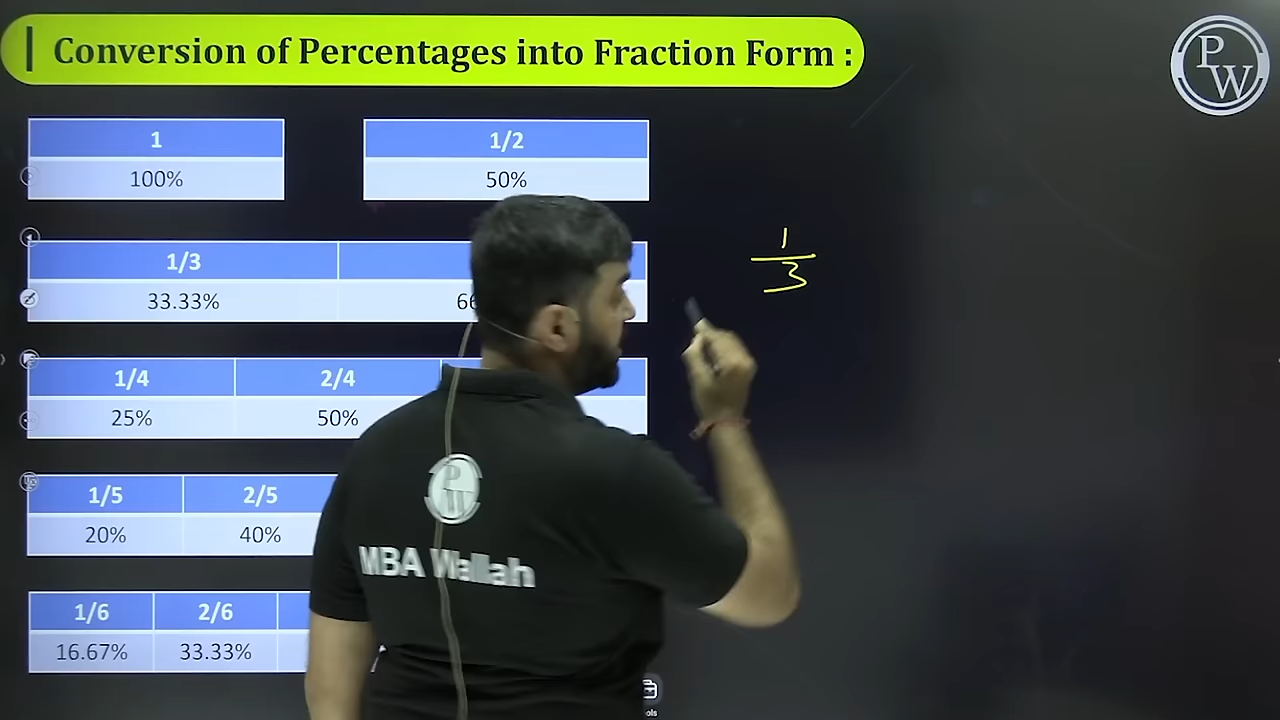 Conversion of Percentages into Fraction Form :
P
W
1
100%
1/2
50%
1/3
33.33%
1
3
1/4 2/4
25% 50%
1/5 2/5
20% 40%
P
W
MBA Wallah
1/6 2/6
16.67% 33.33%